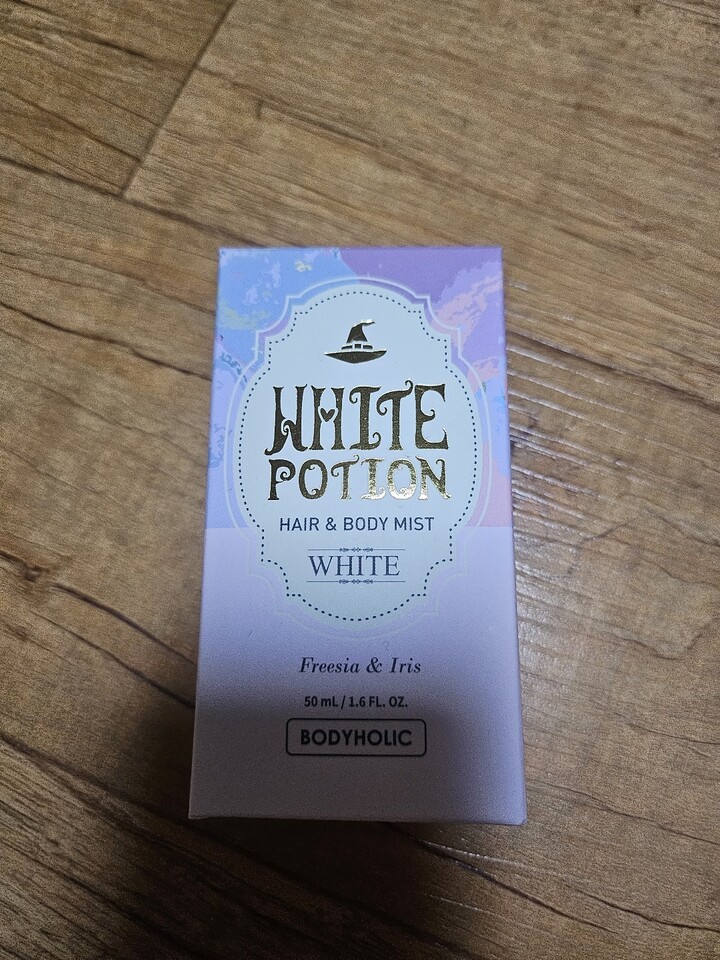 WHITE
POTION
HAIR & BODY MIST
WHITE
Freesia & Iris
50 mL / 1.6 FL. OZ.
BODYHOLIC